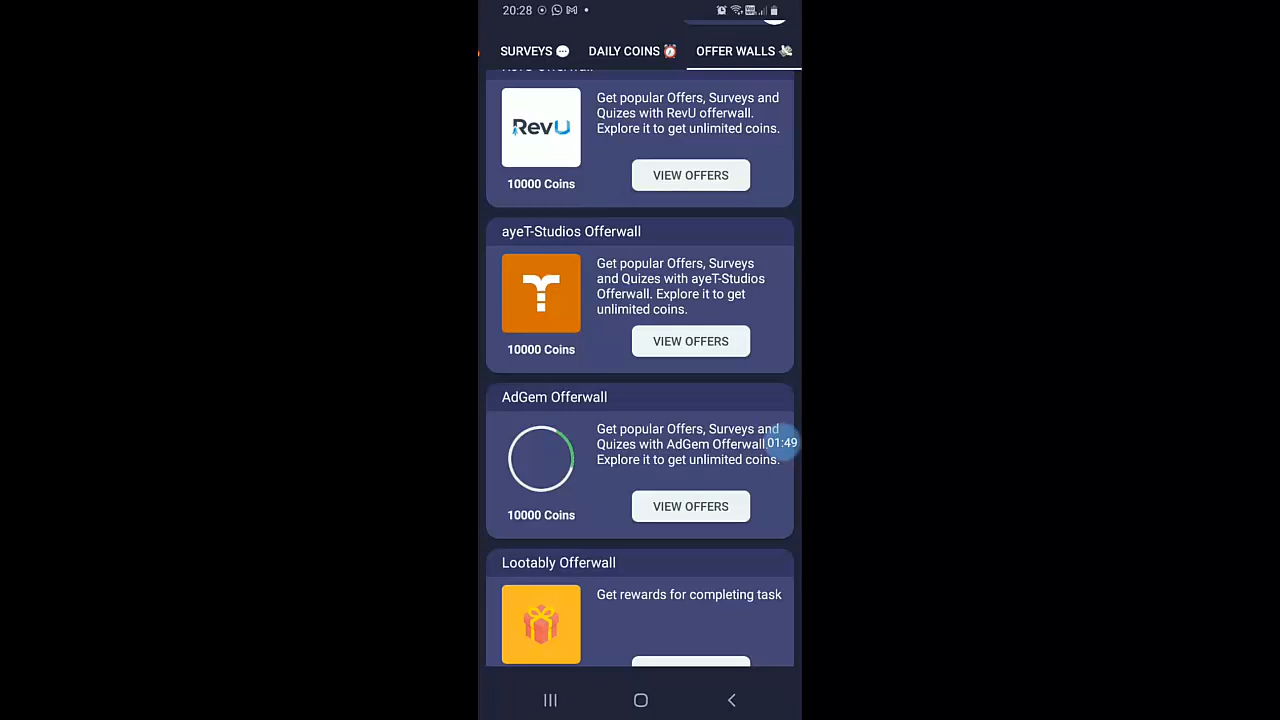 20:28
SURVEYS 💬 DAILY COINS ⏰ OFFER WALLS 💸
Get popular Offers, Surveys and
Quizes with RevU offerwall.
Explore it to get unlimited coins.
RevU
10000 Coins
VIEW OFFERS
ayeT-Studios Offerwall
Get popular Offers, Surveys
and Quizes with ayeT-Studios
Offerwall. Explore it to get
unlimited coins.
10000 Coins
VIEW OFFERS
AdGem Offerwall
Get popular Offers, Surveys and
Quizes with AdGem Offerwall.
Explore it to get unlimited coins.
01:49
10000 Coins
VIEW OFFERS
Lootably Offerwall
Get rewards for completing task